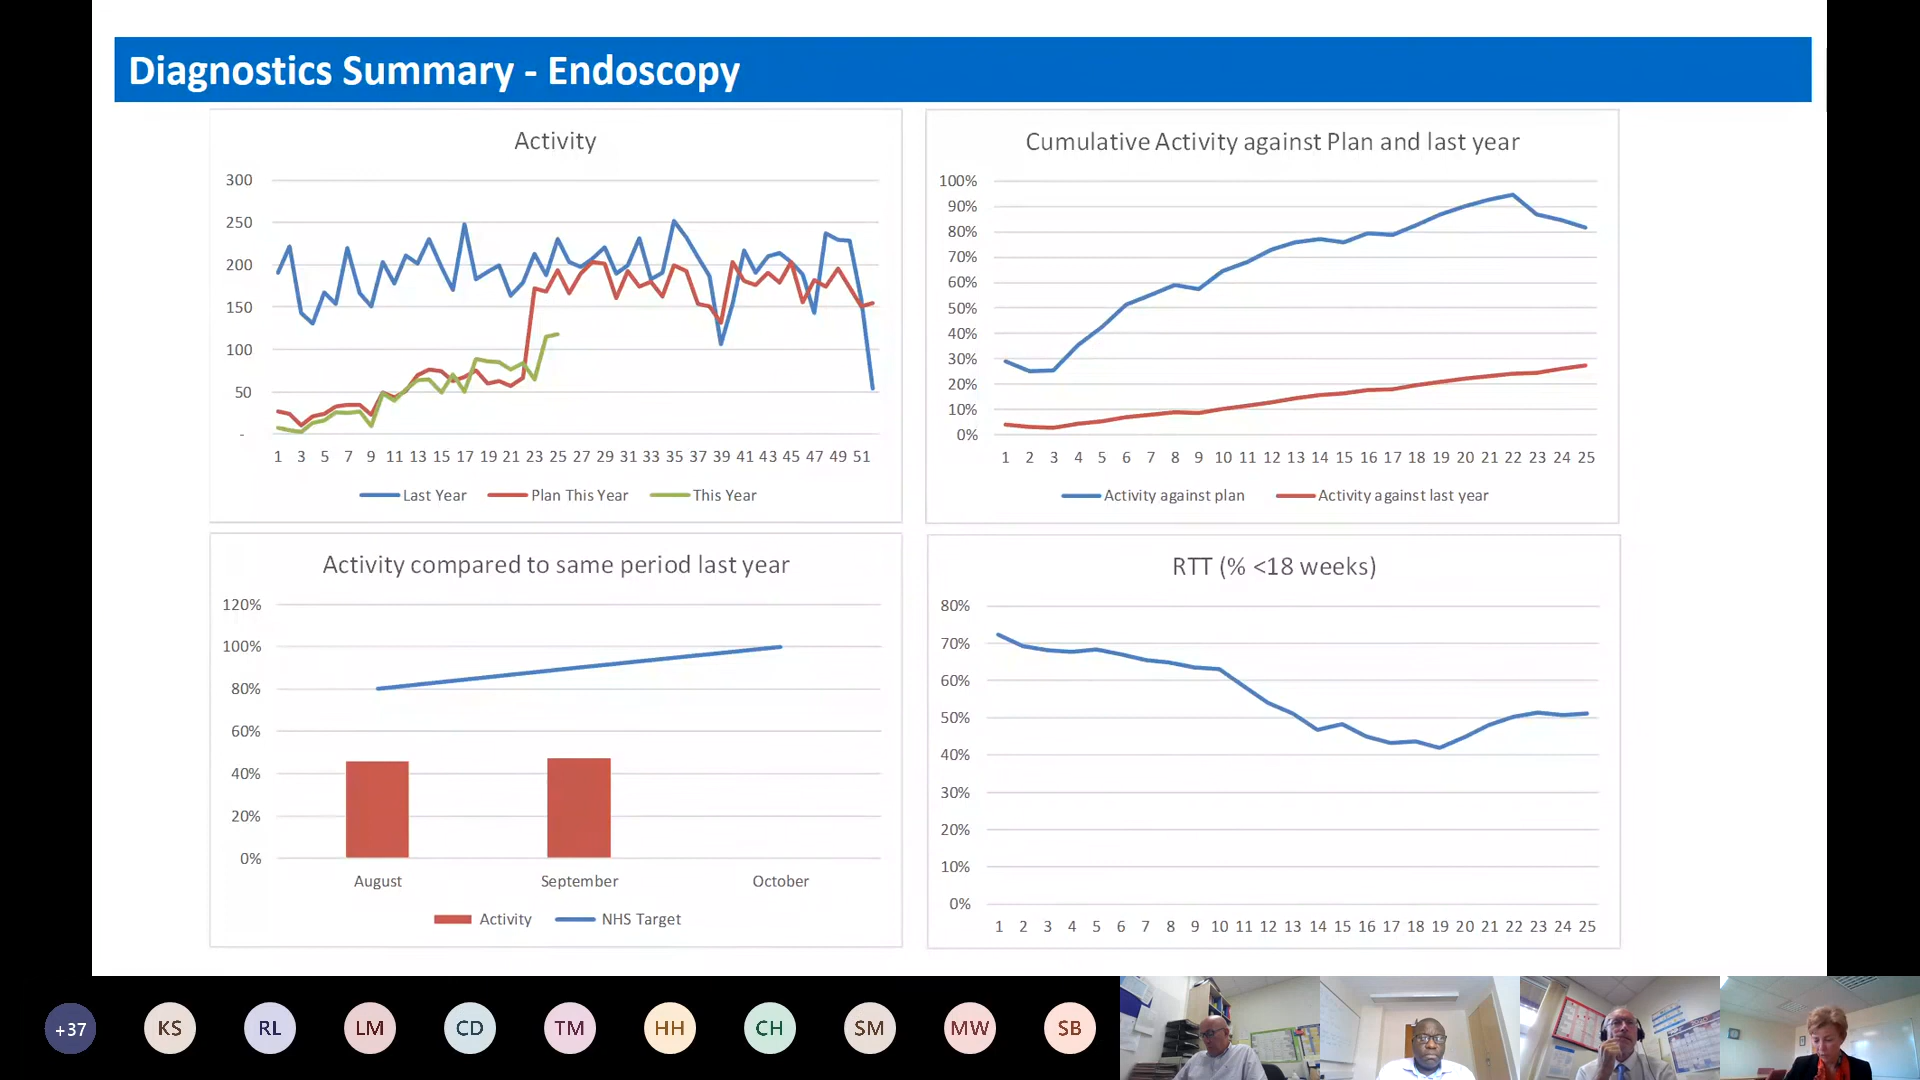 Diagnostics Summary - Endoscopy
Activity
300
250
200
150
100
50
-
1 3 5 7 9 11 13 15 17 19 21 23 25 27 29 31 33 35 37 39 41 43 45 47 49 51
Last Year Plan This Year This Year
Cumulative Activity against Plan and last year
100%
90%
80%
70%
60%
50%
40%
30%
20%
10%
0%
1 2 3 4 5 6 7 8 9 10 11 12 13 14 15 16 17 18 19 20 21 22 23 24 25
Activity against plan Activity against last year
Activity compared to same period last year
120%
100%
80%
60%
40%
20%
0%
August September October
Activity NHS Target
RTT (% <18 weeks)
80%
70%
60%
50%
40%
30%
20%
10%
0%
1 2 3 4 5 6 7 8 9 10 11 12 13 14 15 16 17 18 19 20 21 22 23 24 25
+37 KS RL LM CD TM HH CH SM MW SB